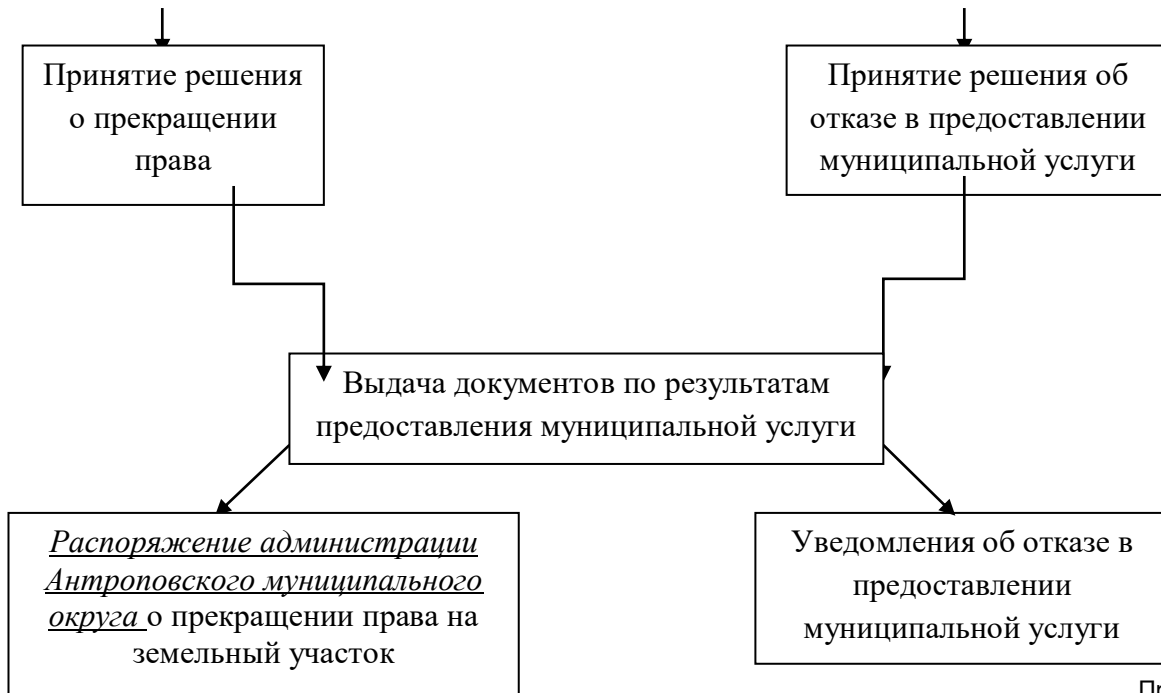 Принятие решения
о прекращении
права
Принятие решения об
отказе в предоставлении
муниципальной услуги
Выдача документов по результатам
предоставления муниципальной услуги
Распоряжение администрации
Антроповского муниципального
округа о прекращении права на
земельный участок
Уведомления об отказе в
предоставлении
муниципальной услуги